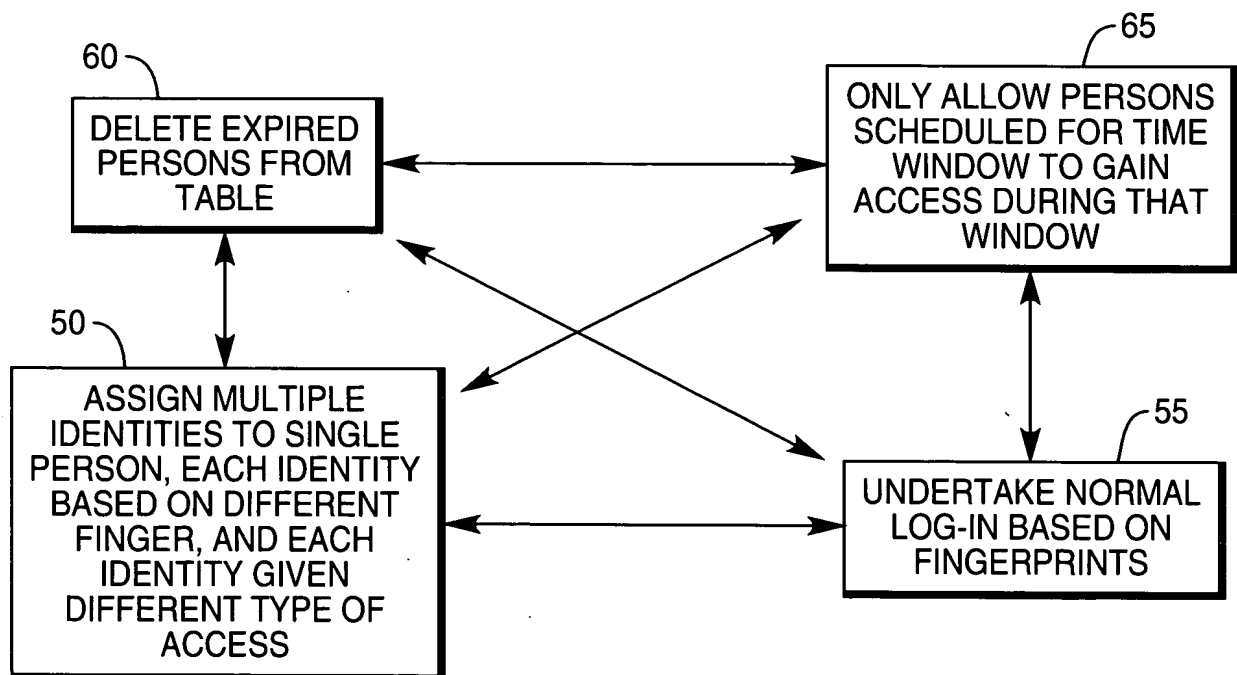 60
DELETE EXPIRED
PERSONS FROM
TABLE
65
ONLY ALLOW PERSONS
SCHEDULED FOR TIME
WINDOW TO GAIN
ACCESS DURING THAT
WINDOW
50
ASSIGN MULTIPLE
IDENTITIES TO SINGLE
PERSON, EACH IDENTITY
BASED ON DIFFERENT
FINGER, AND EACH
IDENTITY GIVEN
DIFFERENT TYPE OF
ACCESS
55
UNDERTAKE NORMAL
LOG-IN BASED ON
FINGERPRINTS